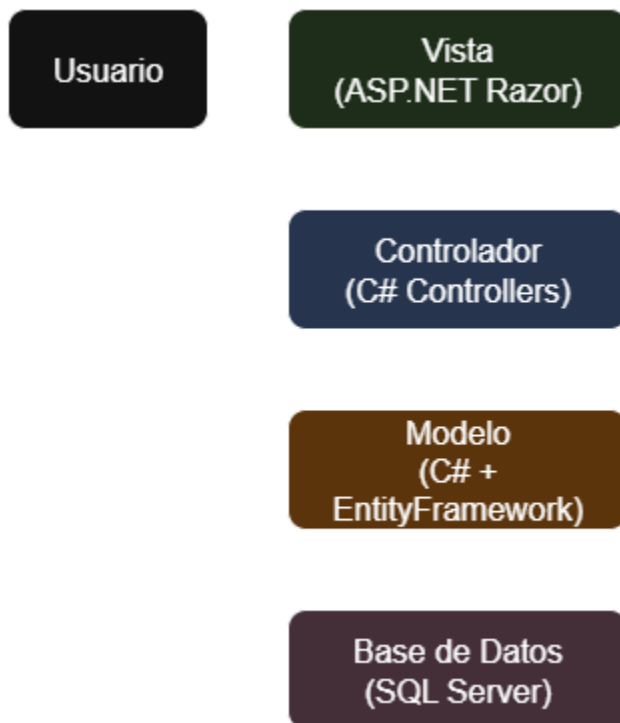 Usuario
Vista
(ASP.NET Razor)
Controlador
(C# Controllers)
Modelo
(C# +
EntityFramework)
Base de Datos
(SQL Server)